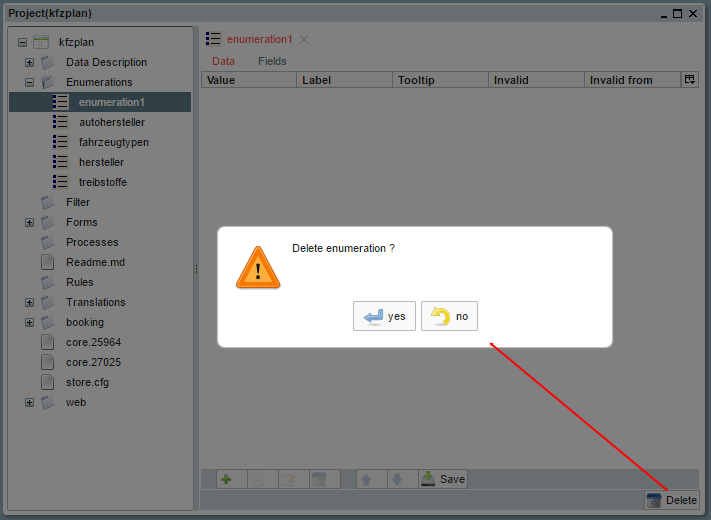 Project(kfzplan)
kfzplan
Data Description
Enumerations
enumeration1
autohersteller
fahrzeugtypen
hersteller
treibstoffe
Filter
Forms
Processes
Readme.md
Rules
Translations
booking
core.25964
core.27025
store.cfg
web
enumeration1
Data Fields
Value Label Tooltip Invalid Invalid from
Delete enumeration ?
yes no
Save
Delete